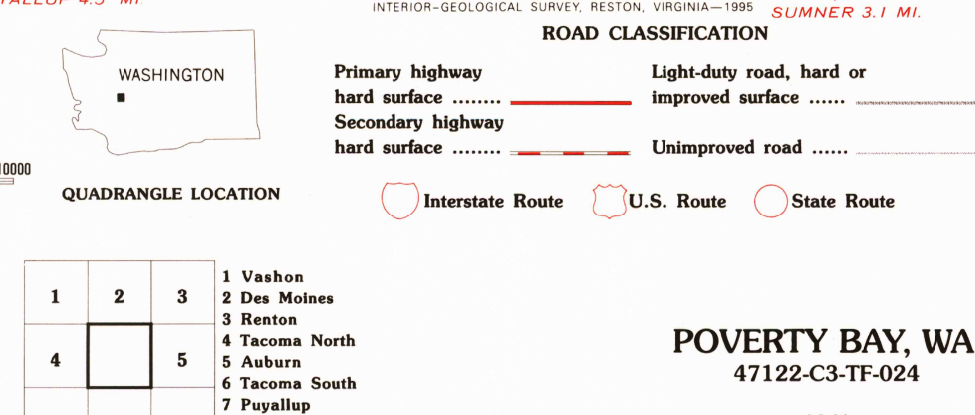 4.5 MI.
INTERIOR-GEOLOGICAL SURVEY, RESTON, VIRGINIA—1995
SUMNER 3.1 MI.
ROAD CLASSIFICATION
Primary highway
hard surface ........
Light-duty road, hard or
improved surface ......
Secondary highway
hard surface ........
Unimproved road ......
Interstate Route
U.S. Route
State Route
WASHINGTON
0000
QUADRANGLE LOCATION
1 2 3
4 5
1 Vashon
2 Des Moines
3 Renton
4 Tacoma North
5 Auburn
6 Tacoma South
7 Puyallup
POVERTY BAY, WA
47122-C3-TF-024